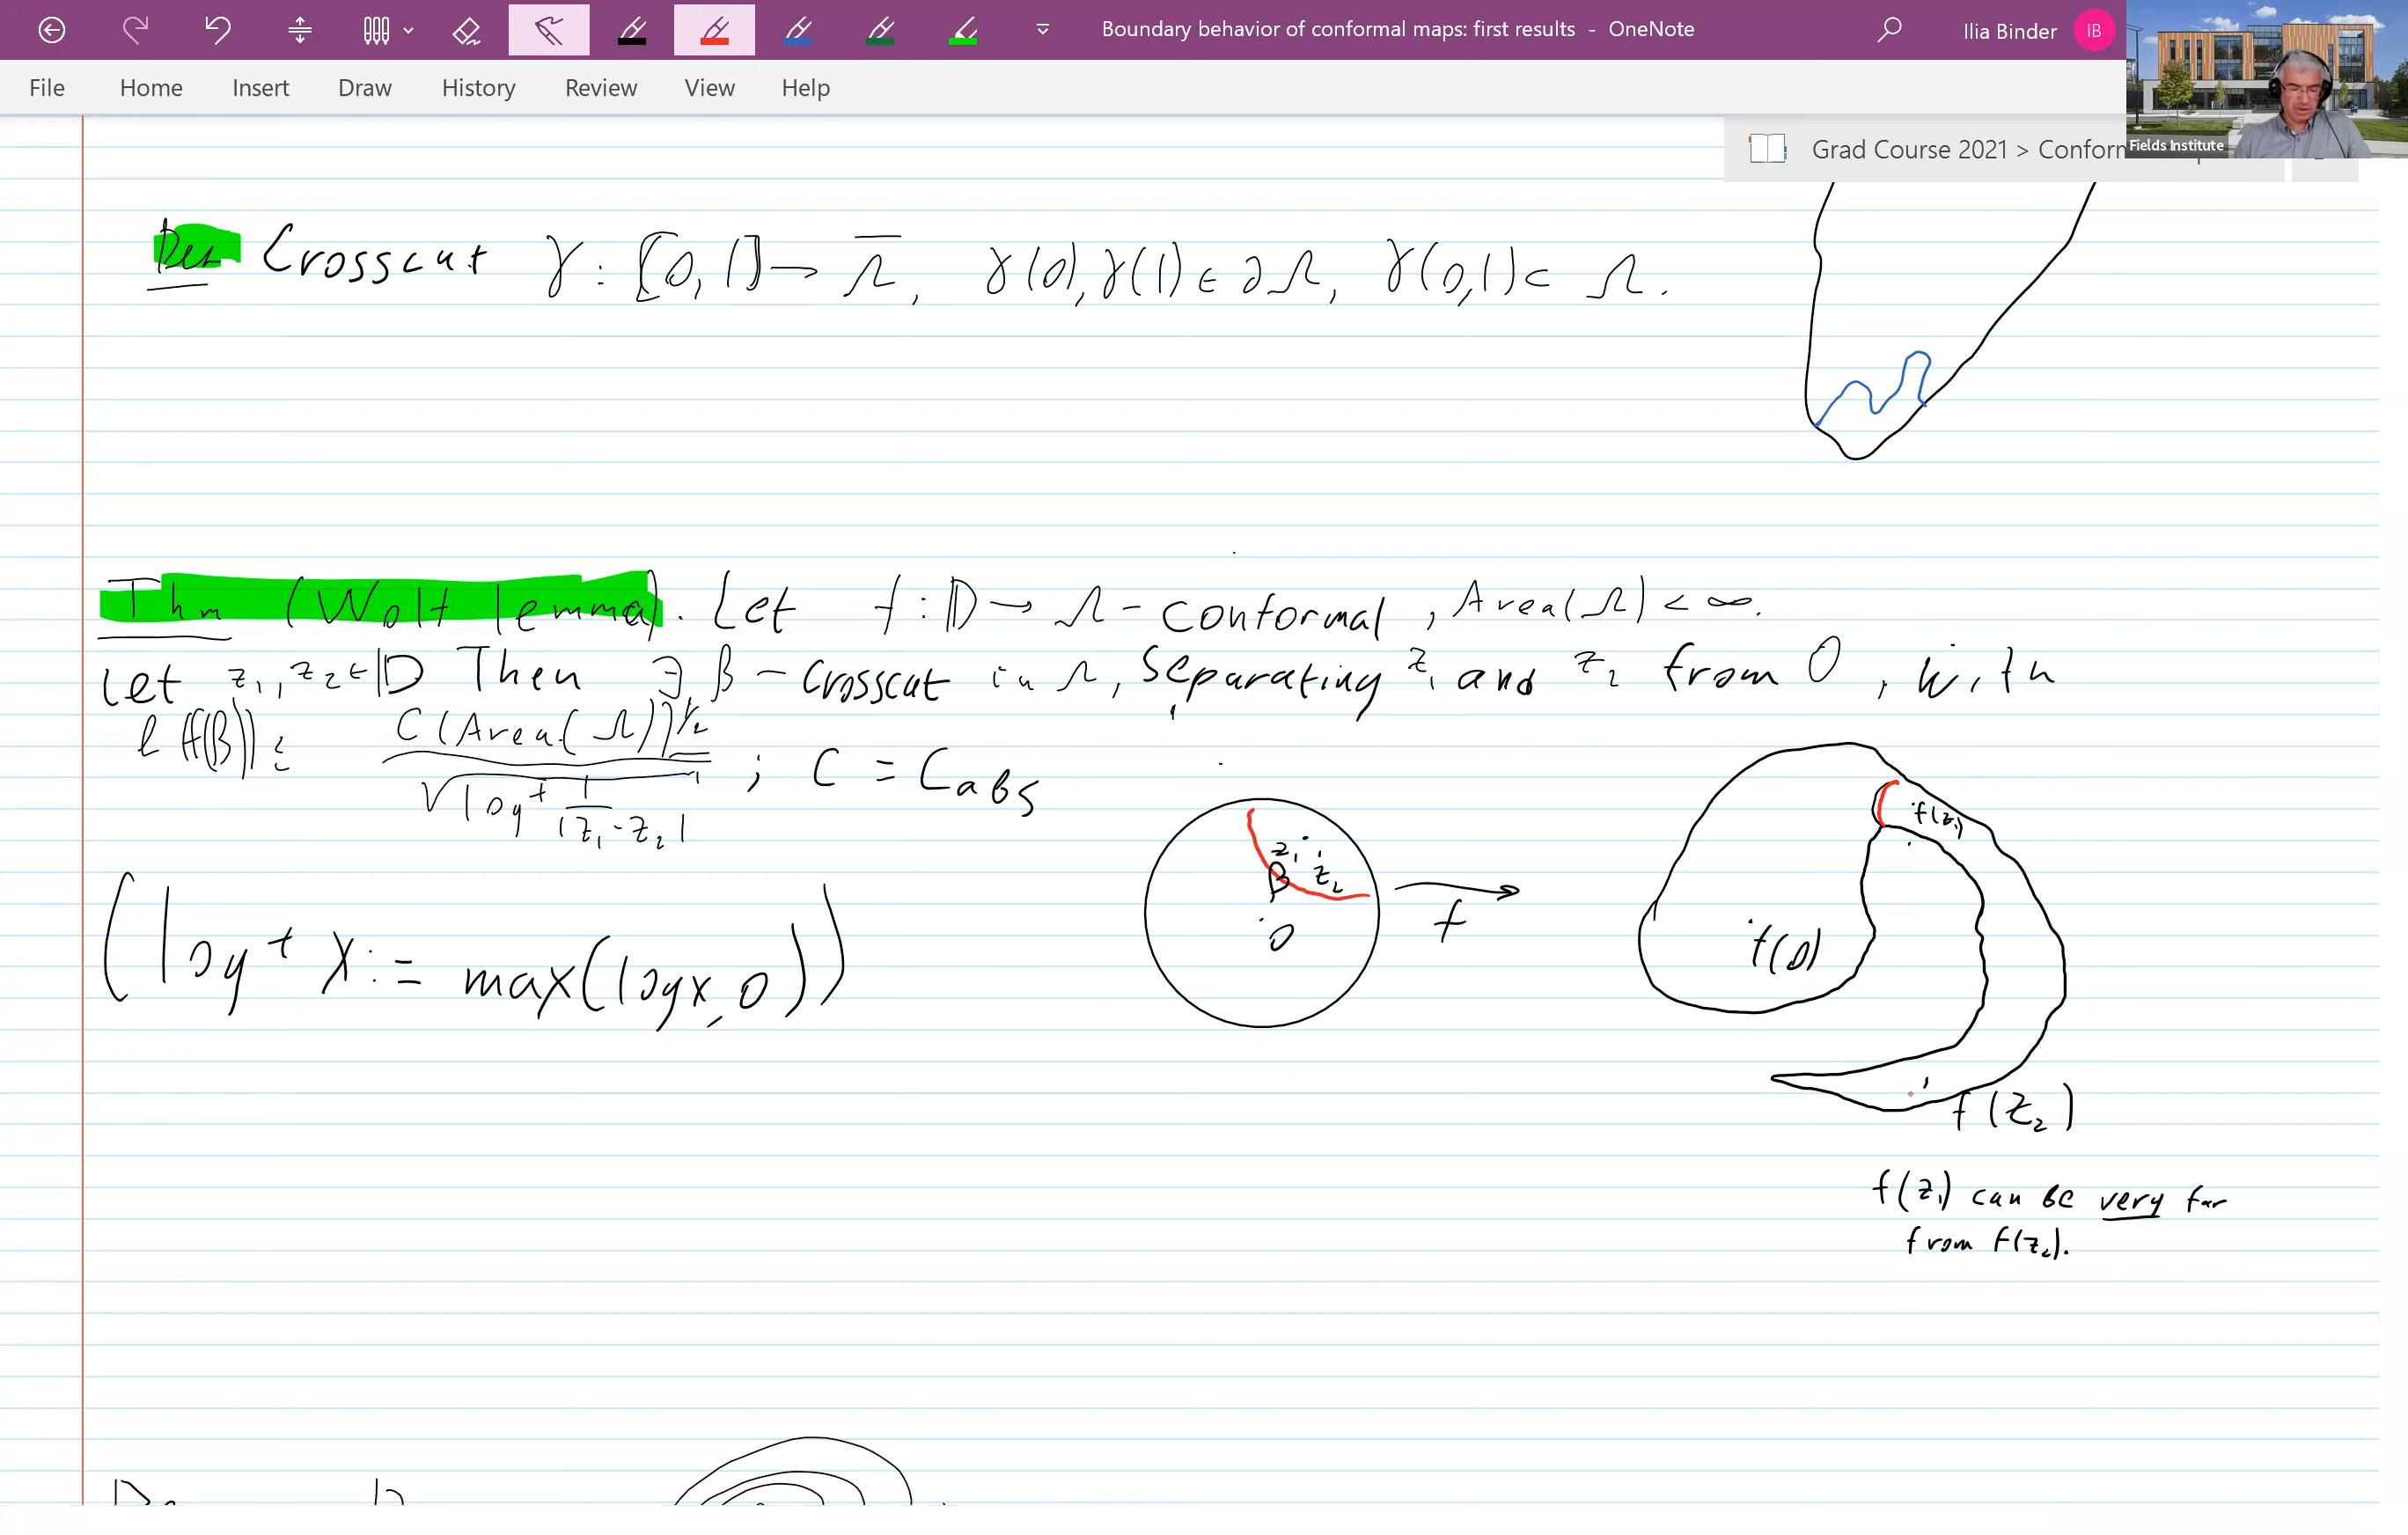 Boundary behavior of conformal maps: first results - OneNote
Ilia Binder IB
File Home Insert Draw History Review View Help
Fields Institute
Grad Course 2021 > Conform
Crosscut γ : [0,1] → Ω̅, γ(0), γ(1) ∈ ∂Ω, γ(0,1) ⊂ Ω.
Thm (Wolf lemma). Let f : 𝔻 → Ω - conformal, Area(Ω) < ∞.
Let z₁, z₂ ∈ 𝔻 Then ∃ β - crosscut in Ω, separating z₁ and z₂ from 0, with
ℓ(f(β)) ≤ C (Area(Ω))^{1/2} / √(log⁺ 1/|z₁-z₂|) ; C = C_abs
(log⁺ x := max(log x, 0))
z₁
z₂
β
0
f
f(z₁)
f(0)
f(z₂)
f(z₁) can be very far
from f(z₂).